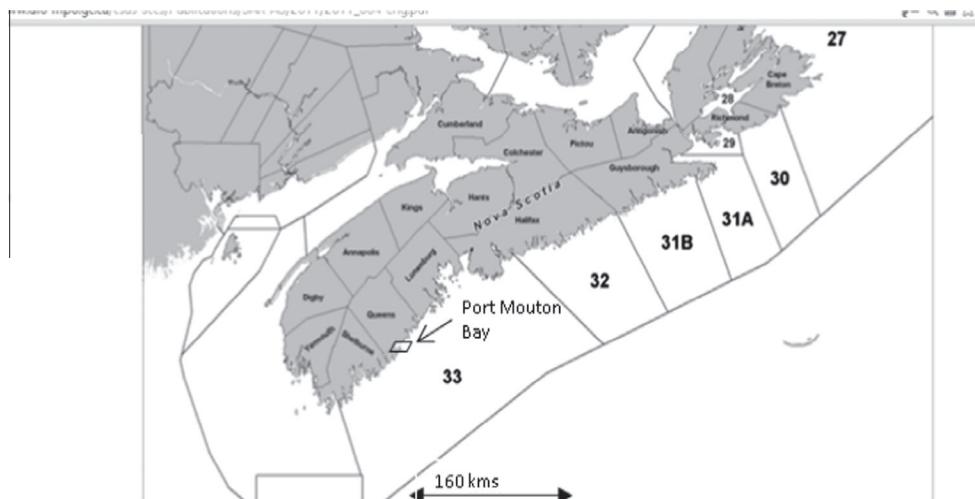 27
Cape
Breton
28
Richmond
Cumberland
Antigonish
Pictou
29
Colchester
Guysborough
30
Hants
Kings
Nova Scotia
31A
Halifax
31B
Annapolis
Lunenburg
32
Digby
Queens
Port Mouton
Bay
Yarmouth
Shelburne
33
160 kms